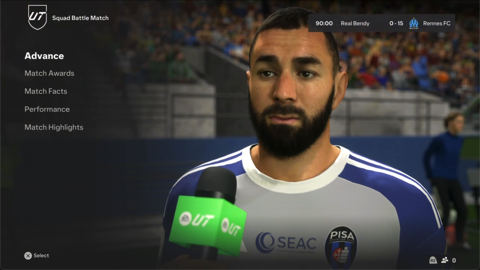 UT Squad Battle Match
90:00 Real Bendy 0 - 15 Rennes FC
Advance
Match Awards
Match Facts
Performance
Match Highlights
EA UT
SEAC
PISA
Select
0